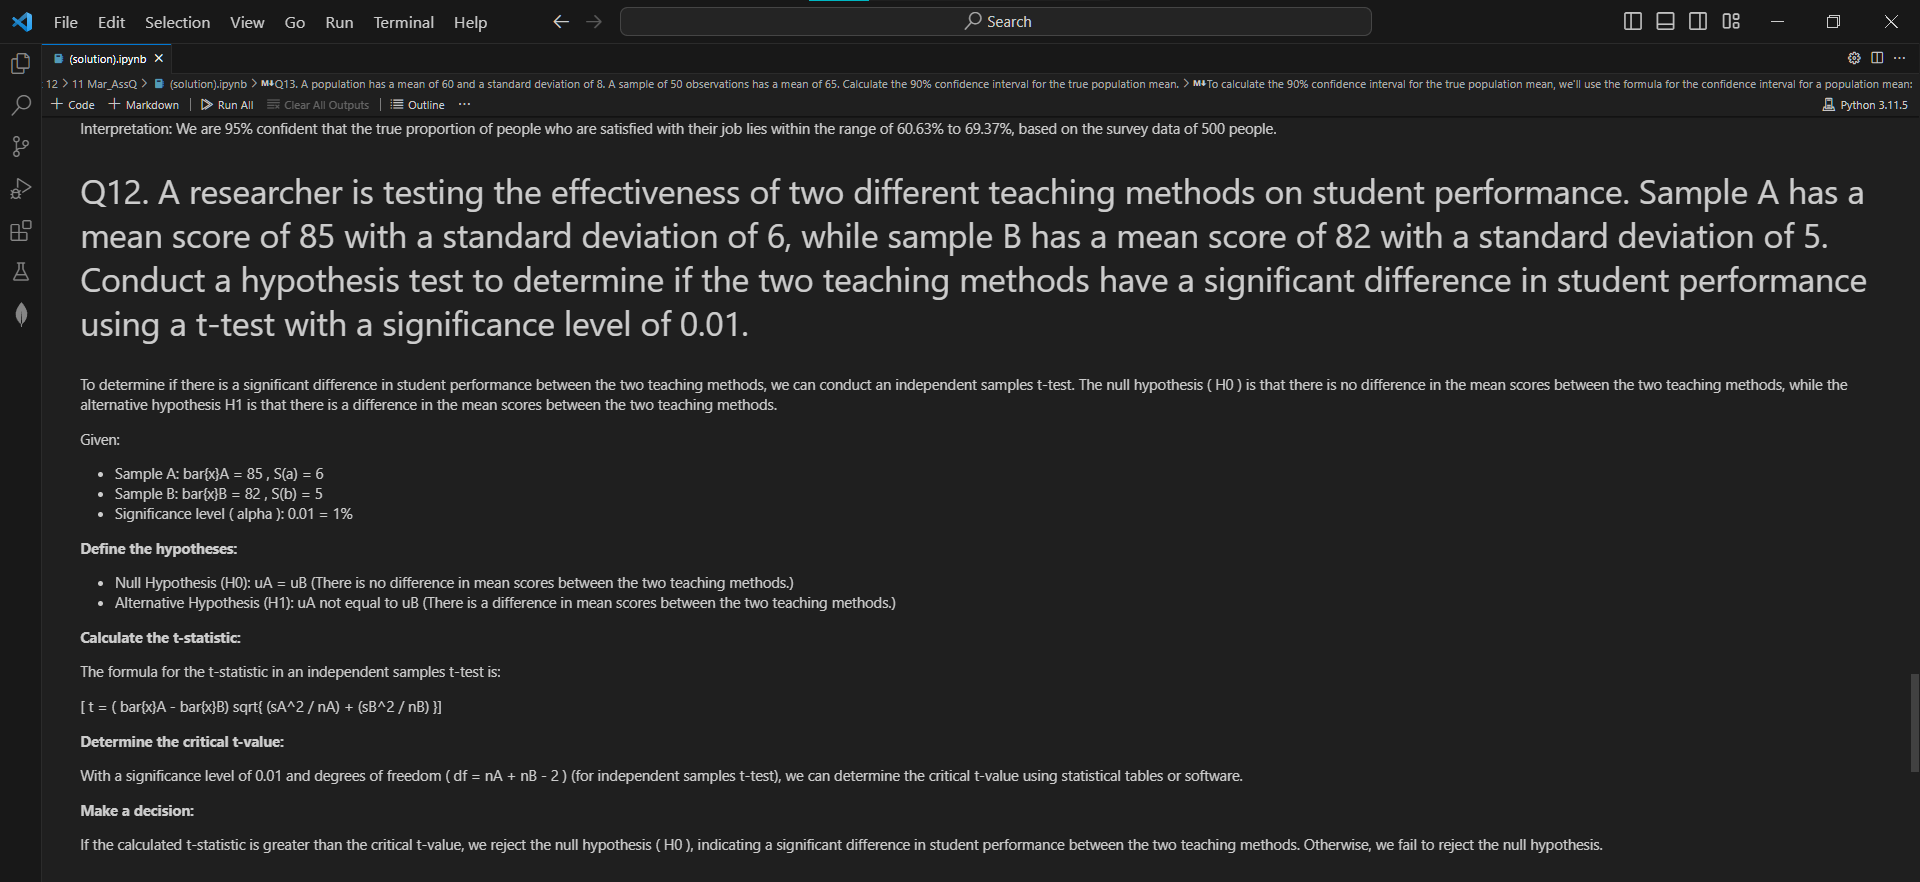 File Edit Selection View Go Run Terminal Help
Search
(solution).ipynb
12 > 11 Mar_AssQ > (solution).ipynb > M↓Q13. A population has a mean of 60 and a standard deviation of 8. A sample of 50 observations has a mean of 65. Calculate the 90% confidence interval for the true population mean. > M↓To calculate the 90% confidence interval for the true population mean, we'll use the formula for the confidence interval for a population mean:
+ Code + Markdown Run All Clear All Outputs Outline ...
Python 3.11.5
Interpretation: We are 95% confident that the true proportion of people who are satisfied with their job lies within the range of 60.63% to 69.37%, based on the survey data of 500 people.
Q12. A researcher is testing the effectiveness of two different teaching methods on student performance. Sample A has a
mean score of 85 with a standard deviation of 6, while sample B has a mean score of 82 with a standard deviation of 5.
Conduct a hypothesis test to determine if the two teaching methods have a significant difference in student performance
using a t-test with a significance level of 0.01.
To determine if there is a significant difference in student performance between the two teaching methods, we can conduct an independent samples t-test. The null hypothesis ( H0 ) is that there is no difference in the mean scores between the two teaching methods, while the
alternative hypothesis H1 is that there is a difference in the mean scores between the two teaching methods.
Given:
• Sample A: bar{x}A = 85 , S(a) = 6
• Sample B: bar{x}B = 82 , S(b) = 5
• Significance level ( alpha ): 0.01 = 1%
Define the hypotheses:
• Null Hypothesis (H0): uA = uB (There is no difference in mean scores between the two teaching methods.)
• Alternative Hypothesis (H1): uA not equal to uB (There is a difference in mean scores between the two teaching methods.)
Calculate the t-statistic:
The formula for the t-statistic in an independent samples t-test is:
[ t = ( bar{x}A - bar{x}B) sqrt{ (sA^2 / nA) + (sB^2 / nB) }]
Determine the critical t-value:
With a significance level of 0.01 and degrees of freedom ( df = nA + nB - 2 ) (for independent samples t-test), we can determine the critical t-value using statistical tables or software.
Make a decision:
If the calculated t-statistic is greater than the critical t-value, we reject the null hypothesis ( H0 ), indicating a significant difference in student performance between the two teaching methods. Otherwise, we fail to reject the null hypothesis.